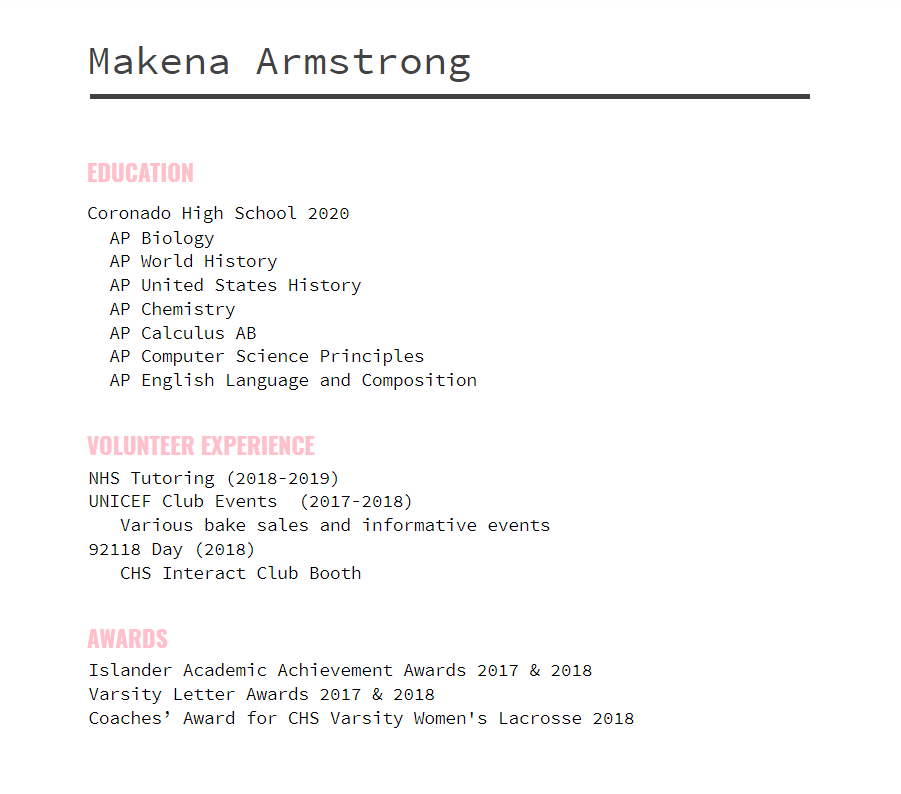 Makena Armstrong
EDUCATION
Coronado High School 2020
AP Biology
AP World History
AP United States History
AP Chemistry
AP Calculus AB
AP Computer Science Principles
AP English Language and Composition
VOLUNTEER EXPERIENCE
NHS Tutoring (2018-2019)
UNICEF Club Events  (2017-2018)
Various bake sales and informative events
92118 Day (2018)
CHS Interact Club Booth
AWARDS
Islander Academic Achievement Awards 2017 & 2018
Varsity Letter Awards 2017 & 2018
Coaches’ Award for CHS Varsity Women's Lacrosse 2018